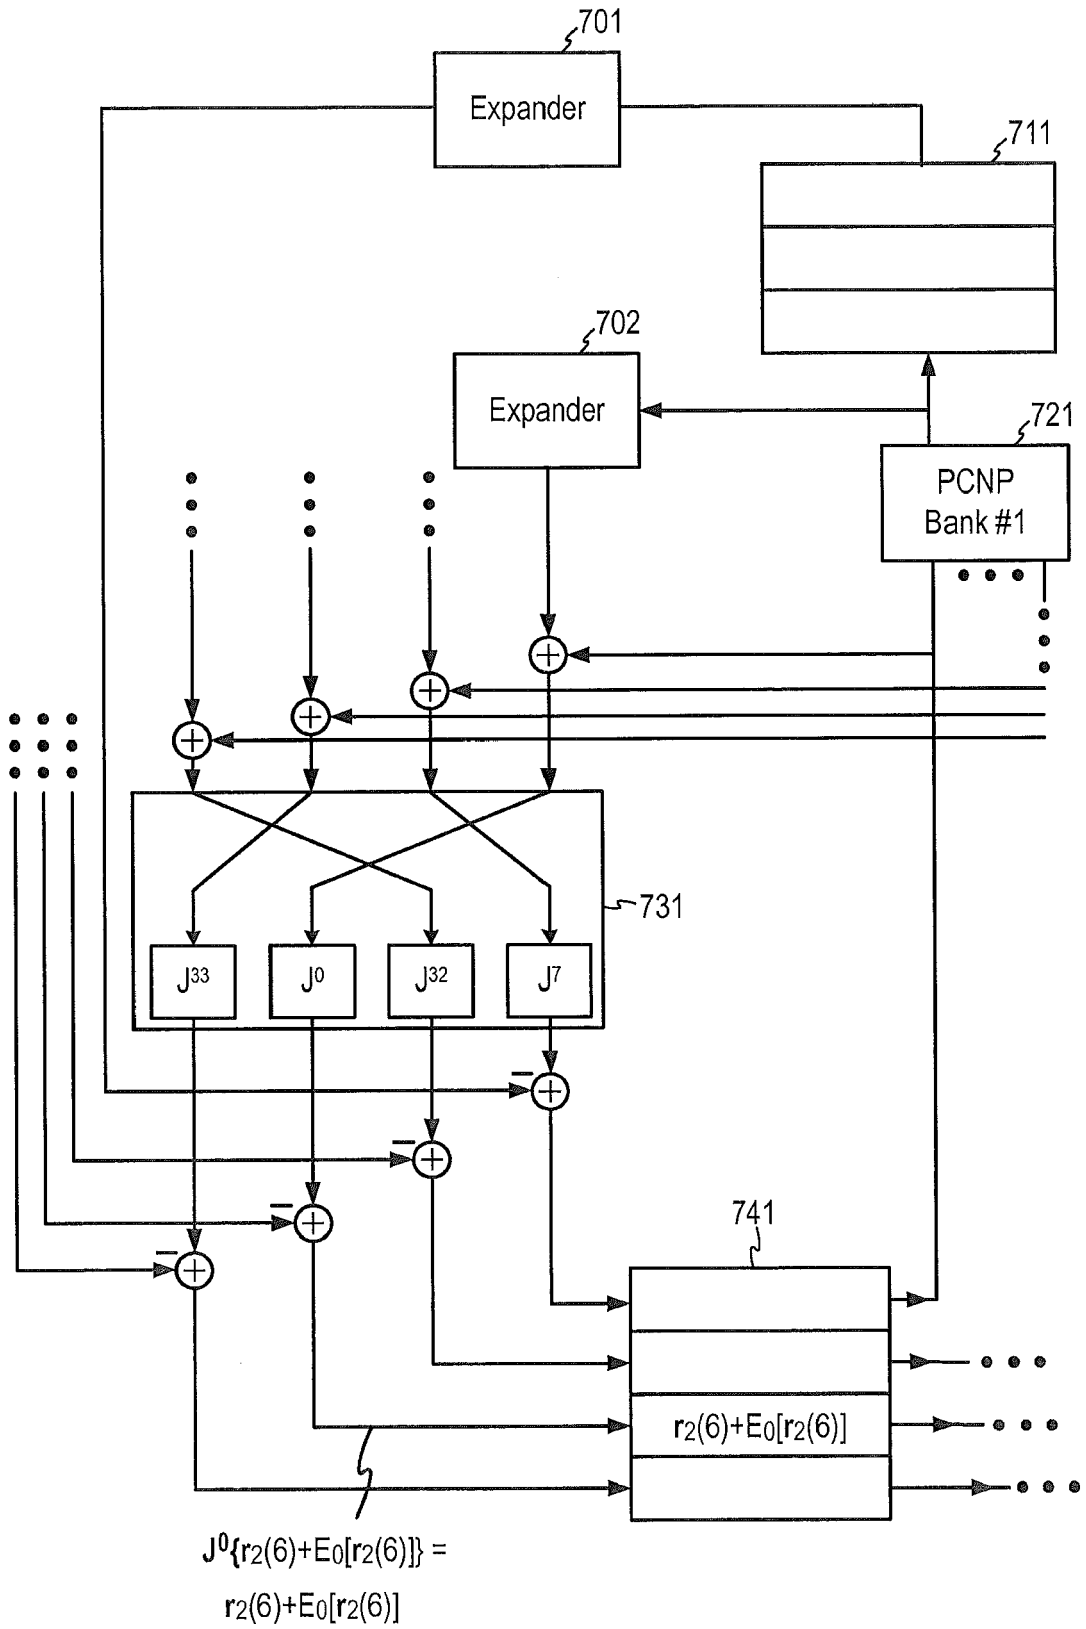 701
Expander
711
702
Expander
721
PCNP
Bank #1
731
J³³
J⁰
J³²
J⁷
741
r₂(6)+E₀[r₂(6)]
J⁰{r₂(6)+E₀[r₂(6)]} =
r₂(6)+E₀[r₂(6)]